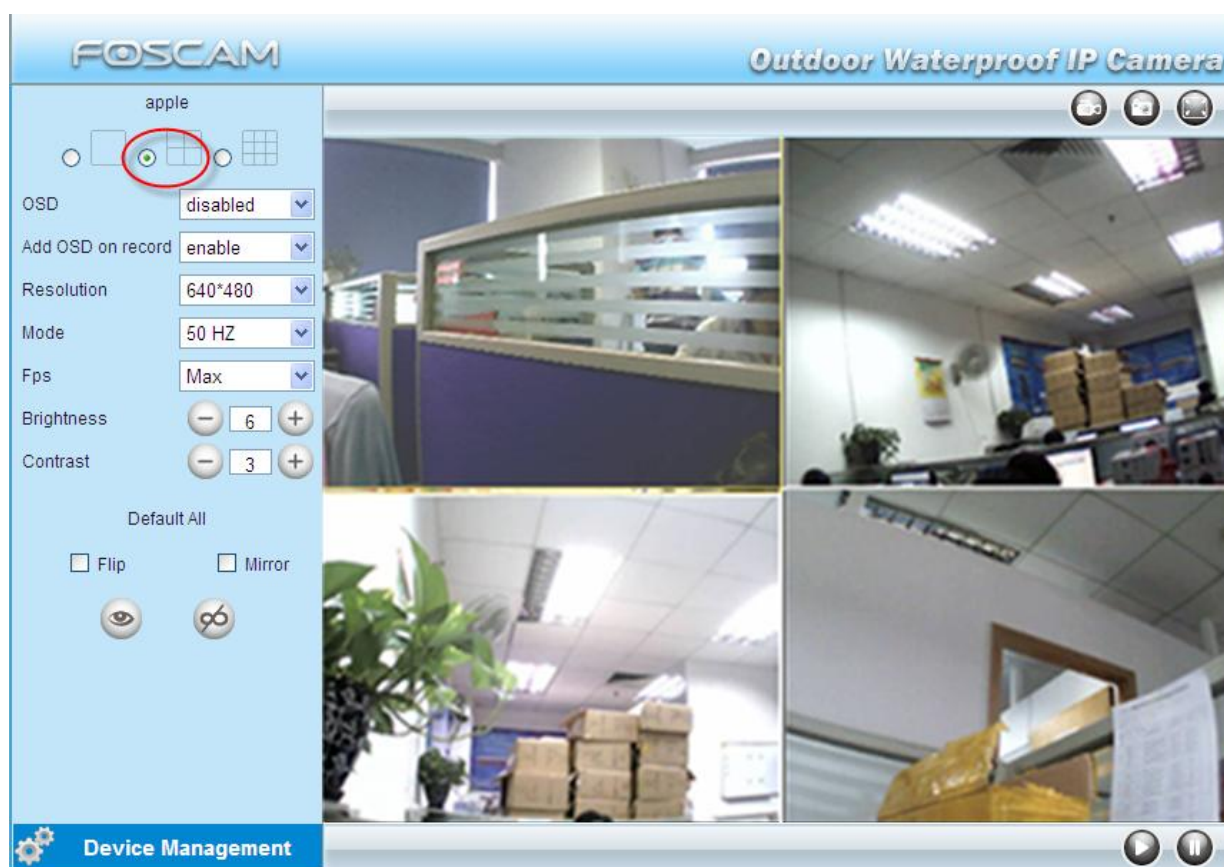 FOSCAM
Outdoor Waterproof IP Camera
apple
OSD disabled
Add OSD on record enable
Resolution 640*480
Mode 50 HZ
Fps Max
Brightness 6
Contrast 3
Default All
Flip Mirror
Device Management